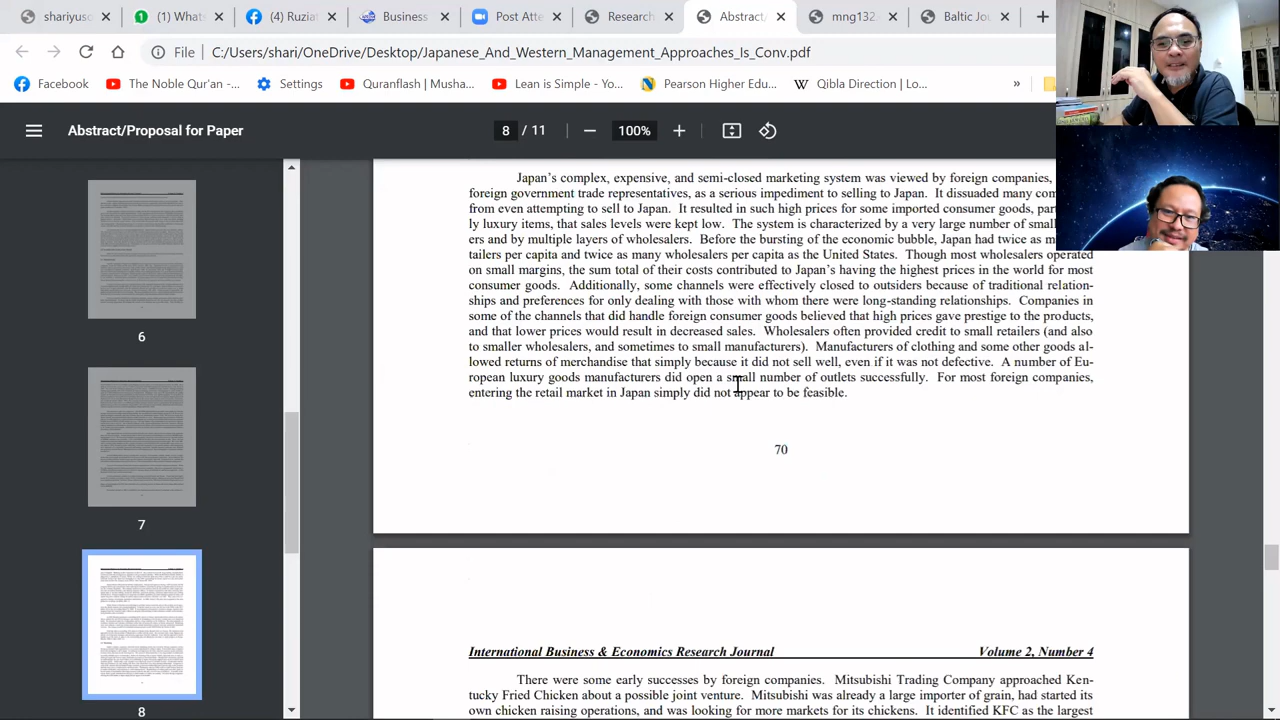 shariyusc
(1) Whats
(4) Ruziat
Business
Post Atte
Research
Abstract/
mng132
Baltic Jou
File C:/Users/shari/OneDrive/Desktop/Japanese_And_Western_Management_Approaches_Is_Conv.pdf
Facebook
The Noble Qur'an -...
Settings
Quranlinguist.unsha...
Learn Is Simple - Yo...
Pearson Higher Edu...
Qibla Direction | Lo...
»
Abstract/Proposal for Paper
8 / 11
100%
6
7
8
Japan's complex, expensive, and semi-closed marketing system was viewed by foreign companies,
foreign government trade representatives, as a serious impediment to selling to Japan. It dissuaded many com
from even attempting to sell to Japan. It resulted in such high prices for some imported consumer goods, par
ly luxury items that sales levels were kept low. The system is characterized by a very large number of small
ers and by multiple layers of wholesalers. Before the bursting of the economic bubble, Japan had twice as m
tailers per capita and twice as many wholesalers per capita as the United States. Though most wholesalers operated
on small margins, the sum total of their costs contributed to Japan's having the highest prices in the world for most
consumer goods. Additionally, some channels were effectively closed to outsiders because of traditional relation-
ships and preferences for only dealing with those with whom there were long-standing relationships. Companies in
some of the channels that did handle foreign consumer goods believed that high prices gave prestige to the products,
and that lower prices would result in decreased sales. Wholesalers often provided credit to small retailers (and also
to smaller wholesalers, and sometimes to small manufacturers). Manufacturers of clothing and some other goods al-
lowed returns of merchandise that simply because it did not sell well, even if it was not defective. A number of Eu-
ropean luxury goods manufacturers did open a small number of outlets successfully. For most foreign companies,
entering the retail market in Japan simply did not appear to be feasible.
70
International Business & Economics Research Journal
Volume 2, Number 4
There were some early successes by foreign companies. Mitsubishi Trading Company approached Ken-
tucky Fried Chicken about a possible joint venture. Mitsubishi was already a large importer of grain, had started its
own chicken raising operations, and was looking for more markets for its chickens. It identified KFC as the largest